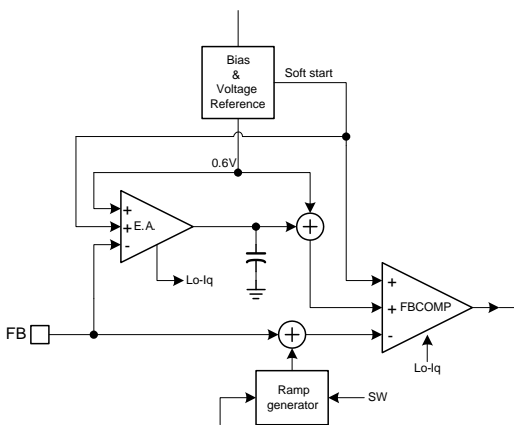 Bias
&
Voltage
Reference
Soft start
0.6V
+
+
-
E.A.
+
Lo-Iq
+
+
-
FBCOMP
FB
+
Lo-Iq
Ramp
generator
SW